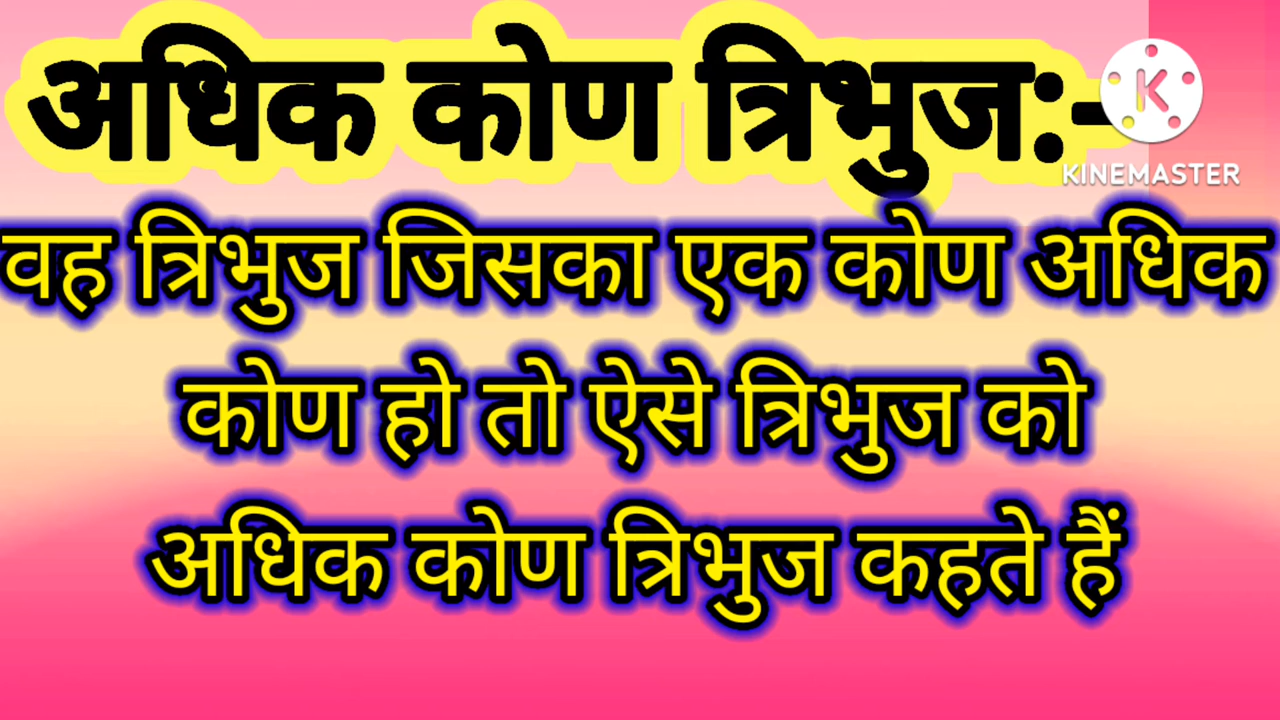 अधिक कोण त्रिभुज:-
KINEMASTER
वह त्रिभुज जिसका एक कोण अधिक
कोण हो तो ऐसे त्रिभुज को
अधिक कोण त्रिभुज कहते हैं